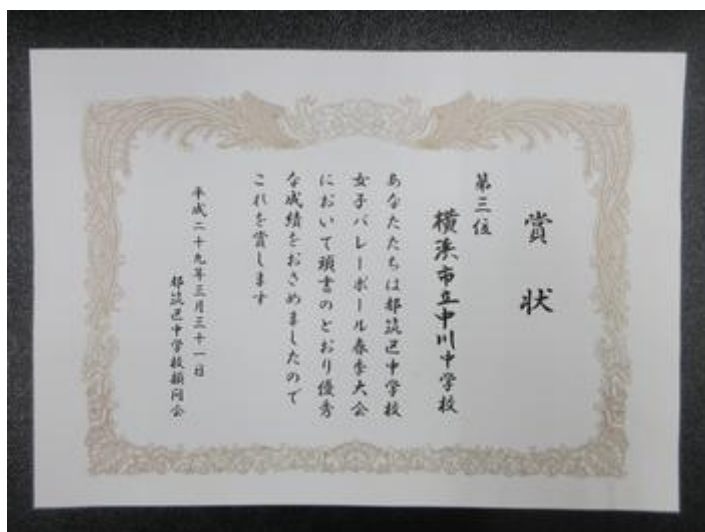 賞状
第三位
横浜市立中川中学校
あなたたちは都筑区中学校
女子バレーボール春季大会
において頭書のとおり優秀
な成績をおさめましたので
これを賞します
平成二十九年三月三十一日
都筑区中学校顧問会